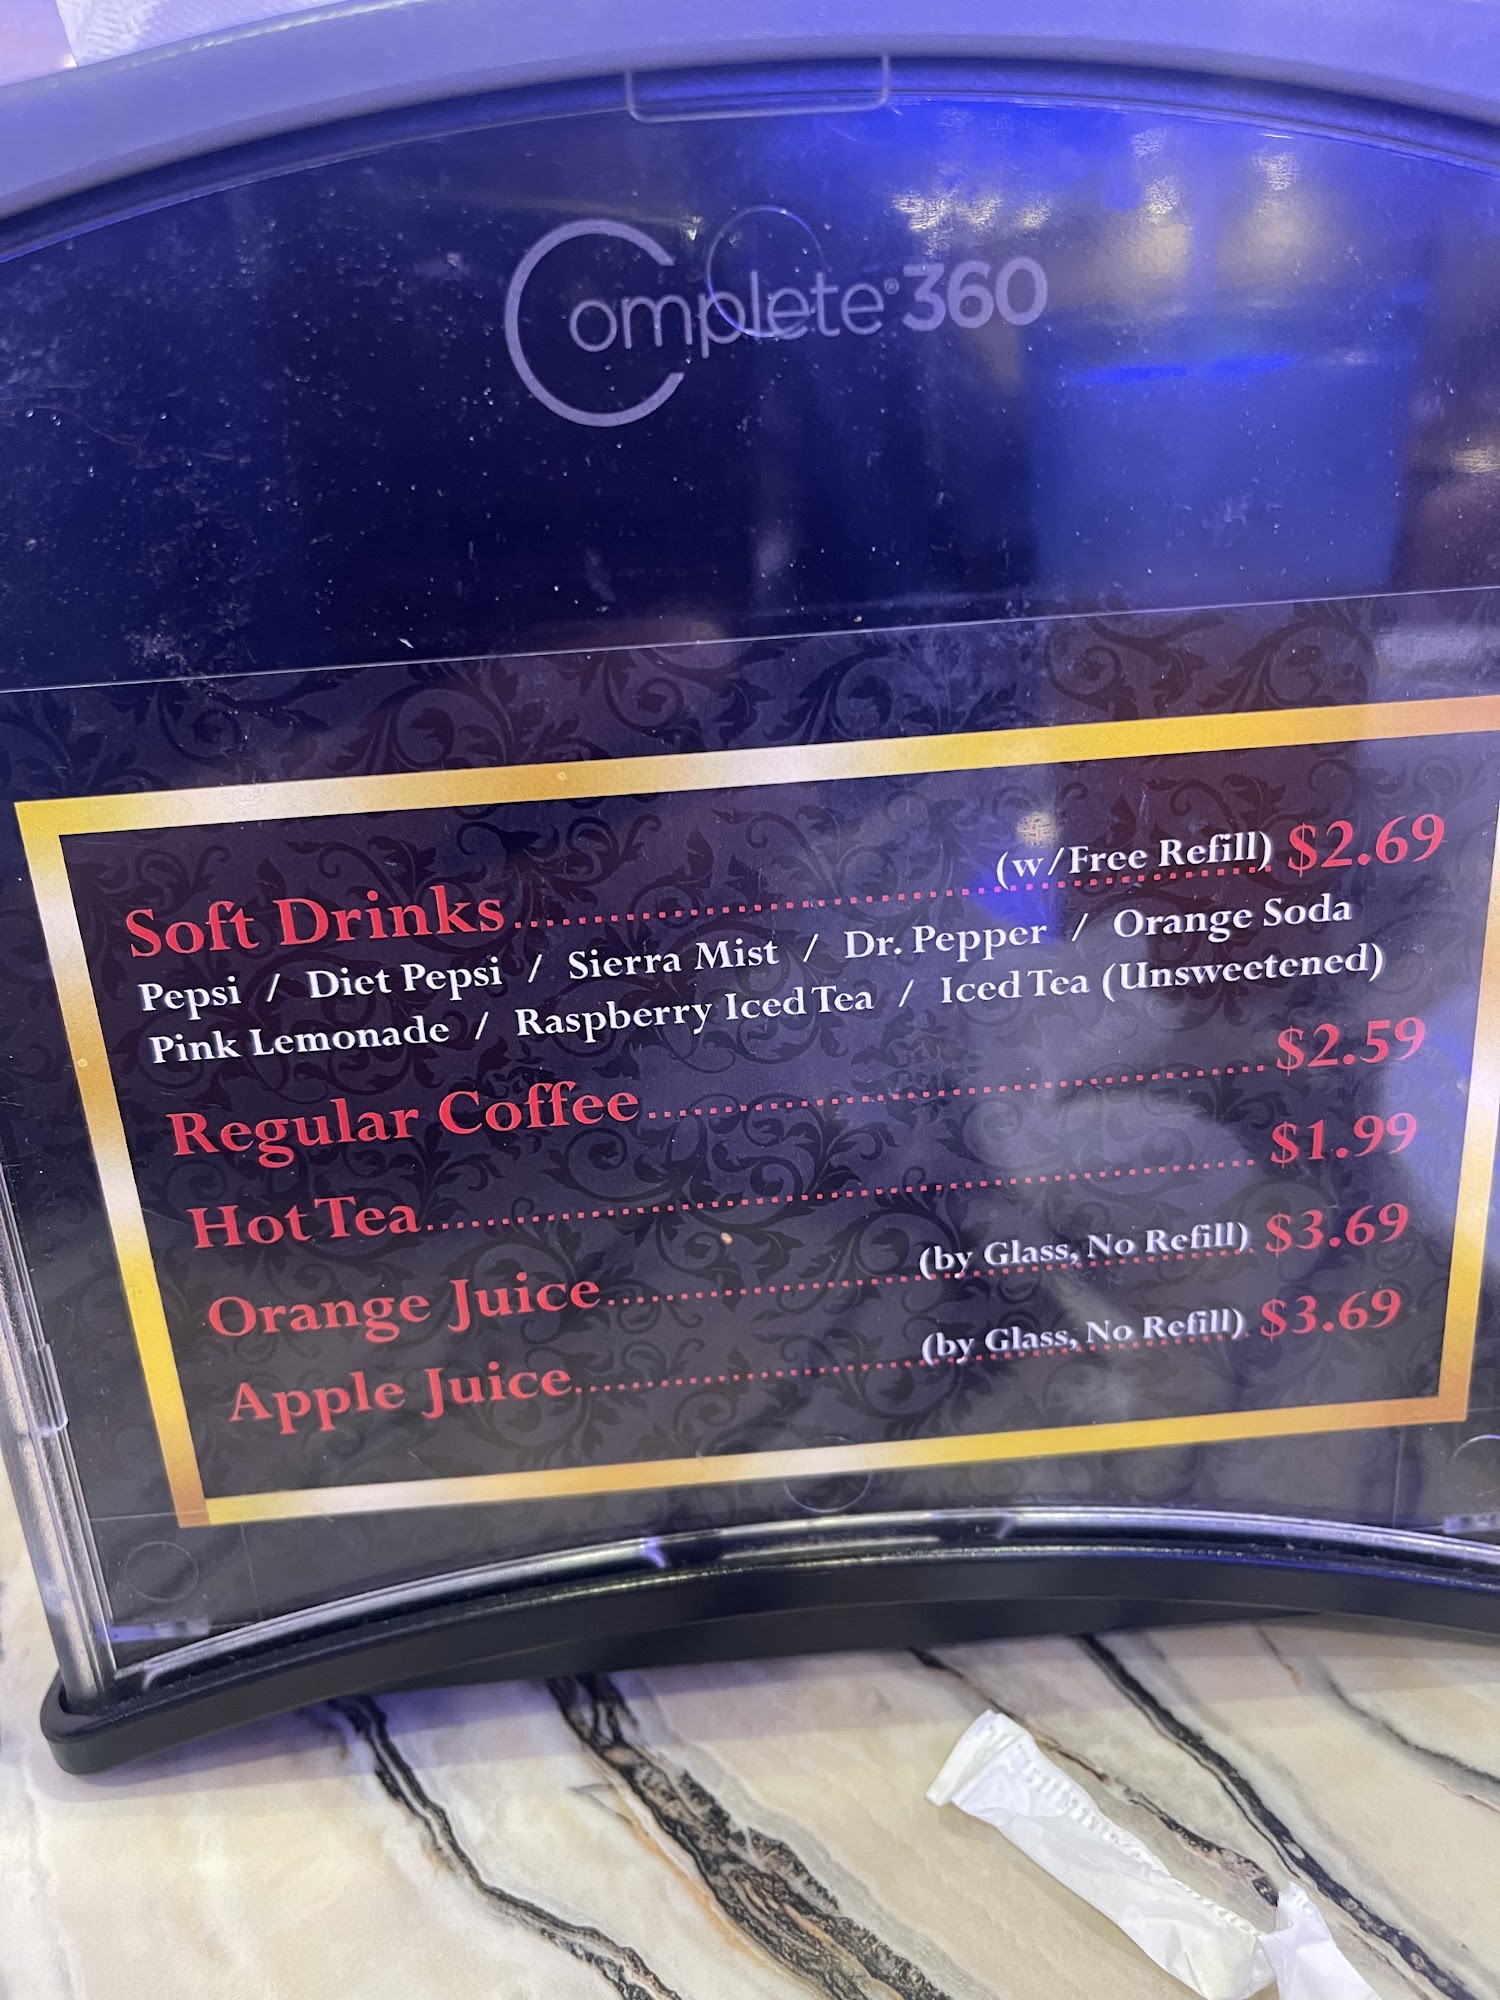 Complete®360
Soft Drinks........................................(w/Free Refill) $2.69
Pepsi / Diet Pepsi / Sierra Mist / Dr. Pepper / Orange Soda
Pink Lemonade / Raspberry Iced Tea / Iced Tea (Unsweetened)
Regular Coffee........................................$2.59
Hot Tea........................................$1.99
Orange Juice........................................(by Glass, No Refill) $3.69
Apple Juice........................................(by Glass, No Refill) $3.69